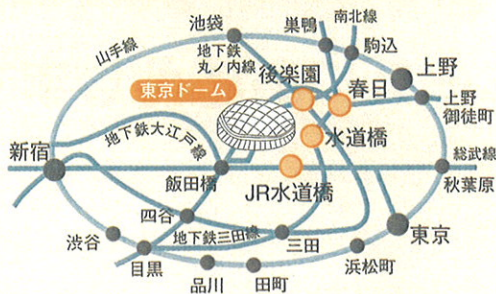 池袋
巣鴨
南北線
山手線
地下鉄
丸ノ内線
駒込
後楽園
上野
東京ドーム
春日
上野
御徒町
地下鉄大江戸線
水道橋
新宿
総武線
飯田橋
JR水道橋
秋葉原
四谷
地下鉄三田線
三田
東京
渋谷
目黒
品川
田町
浜松町